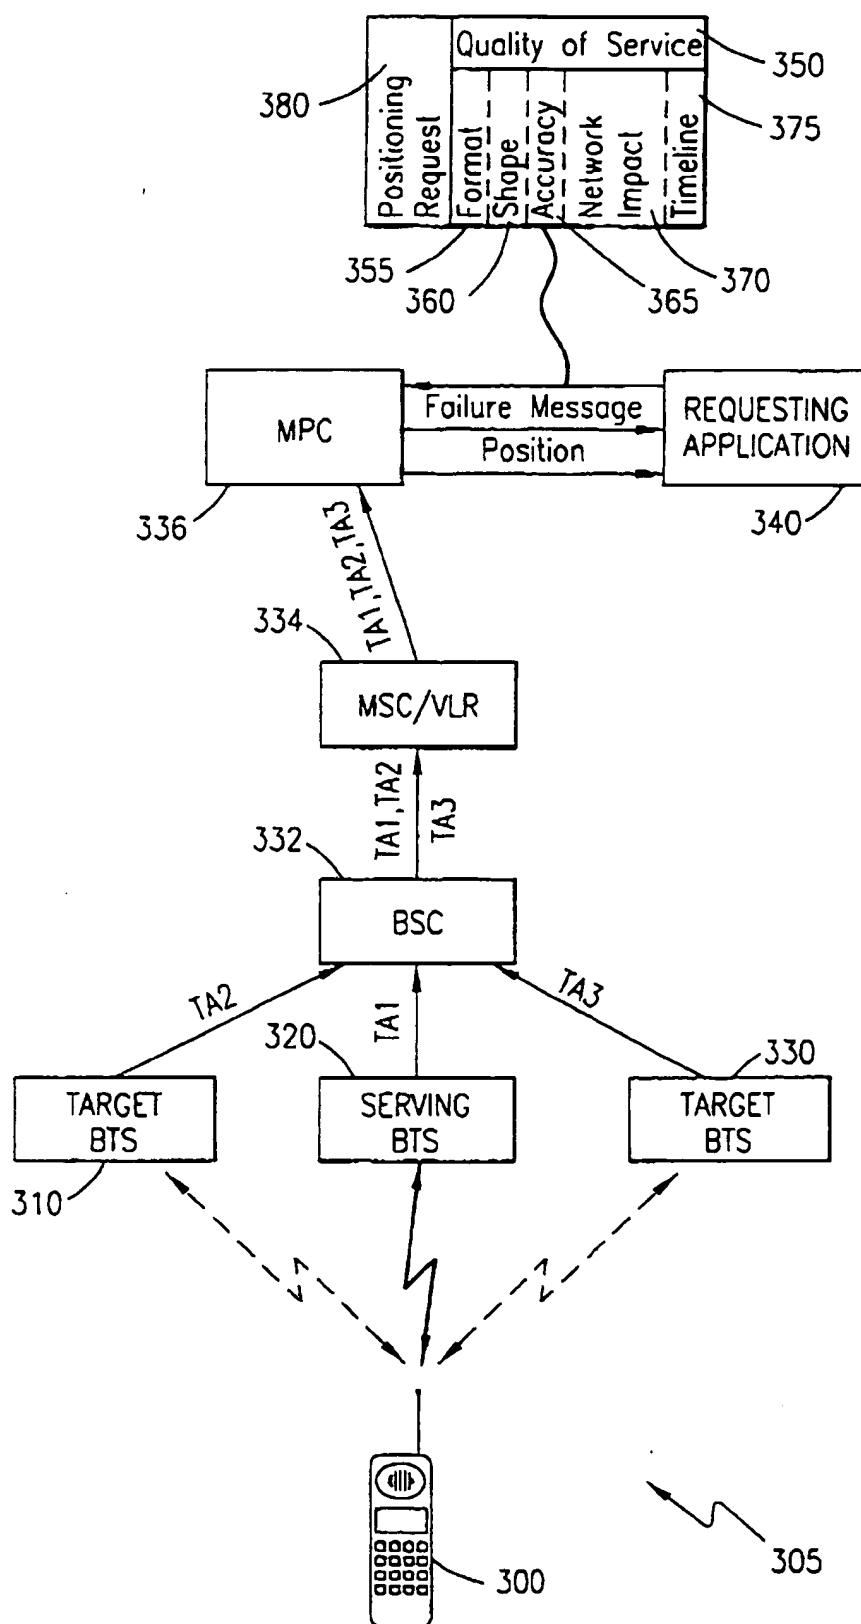 Quality of Service
350
380
375
Positioning
Request
Format
Shape
Accuracy
Network
Impact
Timeline
355
360
365
370
MPC
Failure Message
Position
REQUESTING
APPLICATION
336
340
TA1,TA2,TA3
334
MSC/VLR
TA1,TA2
TA3
332
BSC
TA2
TA1
TA3
320
330
TARGET
BTS
SERVING
BTS
TARGET
BTS
310
305
300